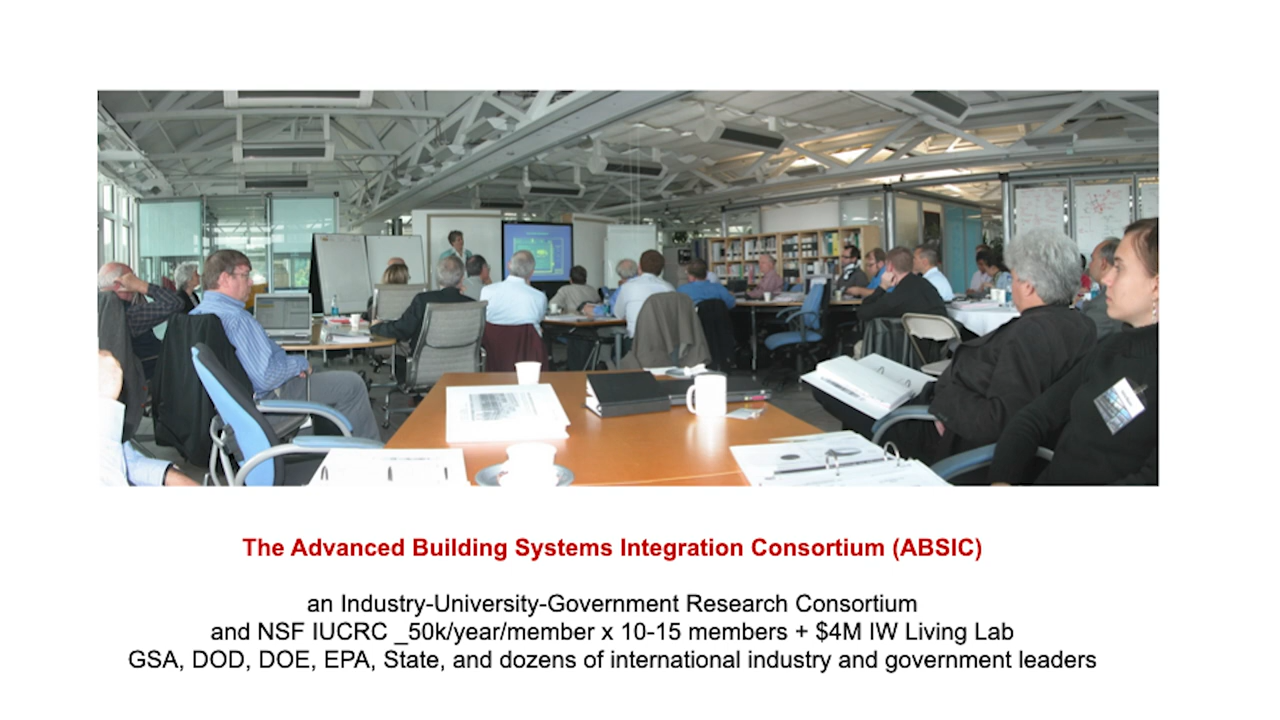 The Advanced Building Systems Integration Consortium (ABSIC)
an Industry-University-Government Research Consortium
and NSF IUCRC _50k/year/member x 10-15 members + $4M IW Living Lab
GSA, DOD, DOE, EPA, State, and dozens of international industry and government leaders